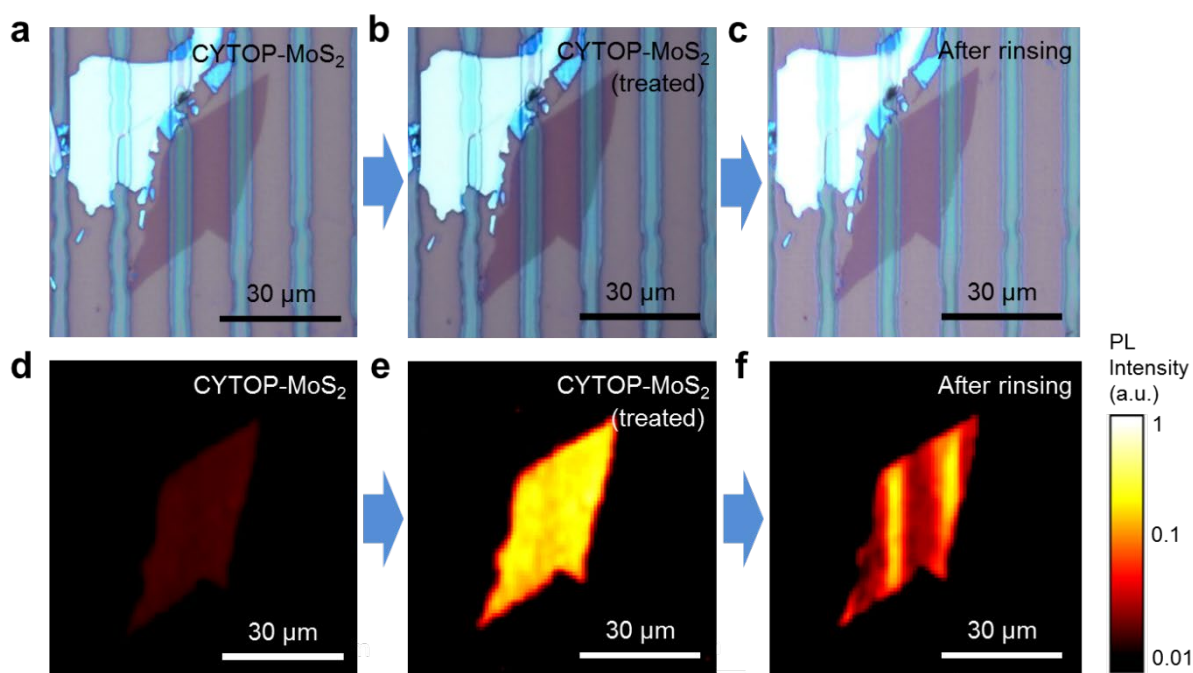 a
CYTOP-MoS₂
30 μm
b
CYTOP-MoS₂
(treated)
30 μm
c
After rinsing
30 μm
d
CYTOP-MoS₂
30 μm
e
CYTOP-MoS₂
(treated)
30 μm
f
After rinsing
30 μm
PL
Intensity
(a.u.)
1
0.1
0.01